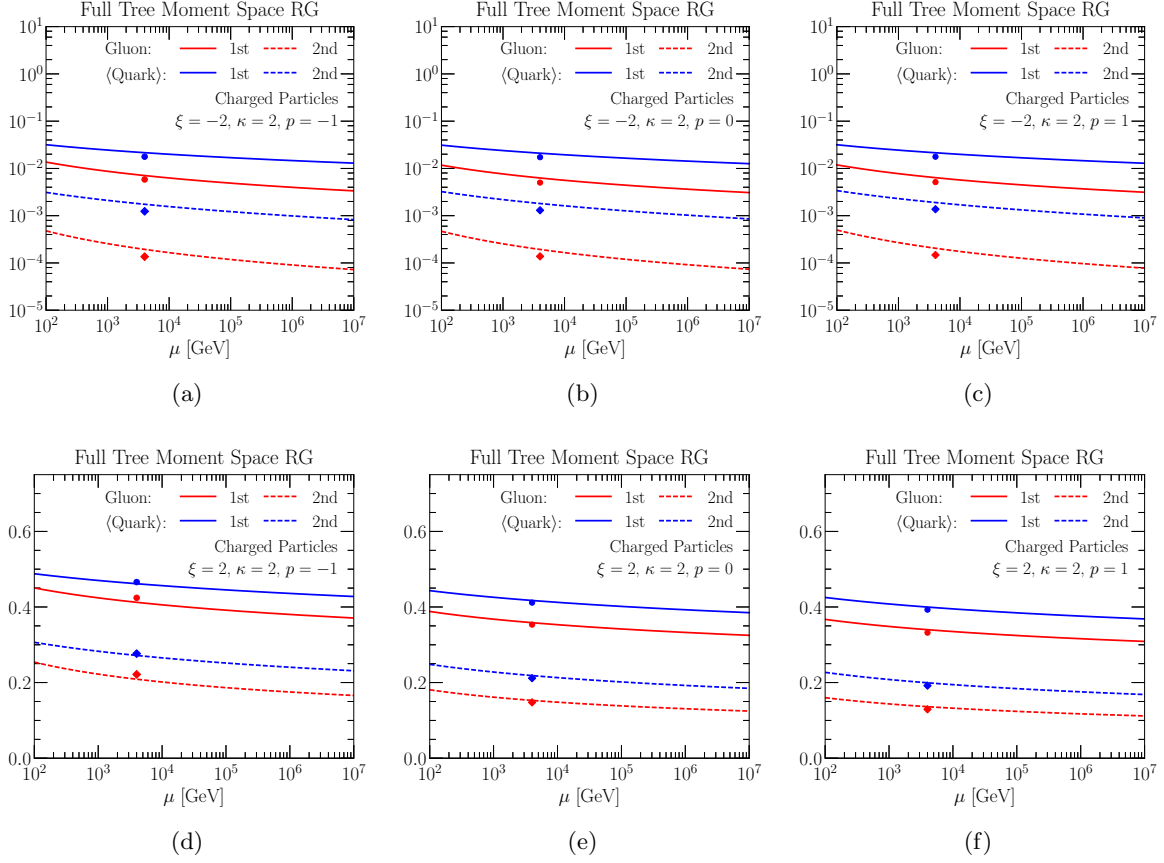 Full Tree Moment Space RG
Gluon: 1st 2nd
⟨Quark⟩: 1st 2nd
Charged Particles
ξ = −2, κ = 2, p = −1
10^1
10^0
10^−1
10^−2
10^−3
10^−4
10^−5
10^2 10^3 10^4 10^5 10^6 10^7
μ [GeV]
(a)
Full Tree Moment Space RG
Gluon: 1st 2nd
⟨Quark⟩: 1st 2nd
Charged Particles
ξ = −2, κ = 2, p = 0
10^1
10^0
10^−1
10^−2
10^−3
10^−4
10^−5
10^2 10^3 10^4 10^5 10^6 10^7
μ [GeV]
(b)
Full Tree Moment Space RG
Gluon: 1st 2nd
⟨Quark⟩: 1st 2nd
Charged Particles
ξ = −2, κ = 2, p = 1
10^1
10^0
10^−1
10^−2
10^−3
10^−4
10^−5
10^2 10^3 10^4 10^5 10^6 10^7
μ [GeV]
(c)
Full Tree Moment Space RG
Gluon: 1st 2nd
⟨Quark⟩: 1st 2nd
Charged Particles
ξ = 2, κ = 2, p = −1
0.6
0.4
0.2
0.0
10^2 10^3 10^4 10^5 10^6 10^7
μ [GeV]
(d)
Full Tree Moment Space RG
Gluon: 1st 2nd
⟨Quark⟩: 1st 2nd
Charged Particles
ξ = 2, κ = 2, p = 0
0.6
0.4
0.2
0.0
10^2 10^3 10^4 10^5 10^6 10^7
μ [GeV]
(e)
Full Tree Moment Space RG
Gluon: 1st 2nd
⟨Quark⟩: 1st 2nd
Charged Particles
ξ = 2, κ = 2, p = 1
0.6
0.4
0.2
0.0
10^2 10^3 10^4 10^5 10^6 10^7
μ [GeV]
(f)